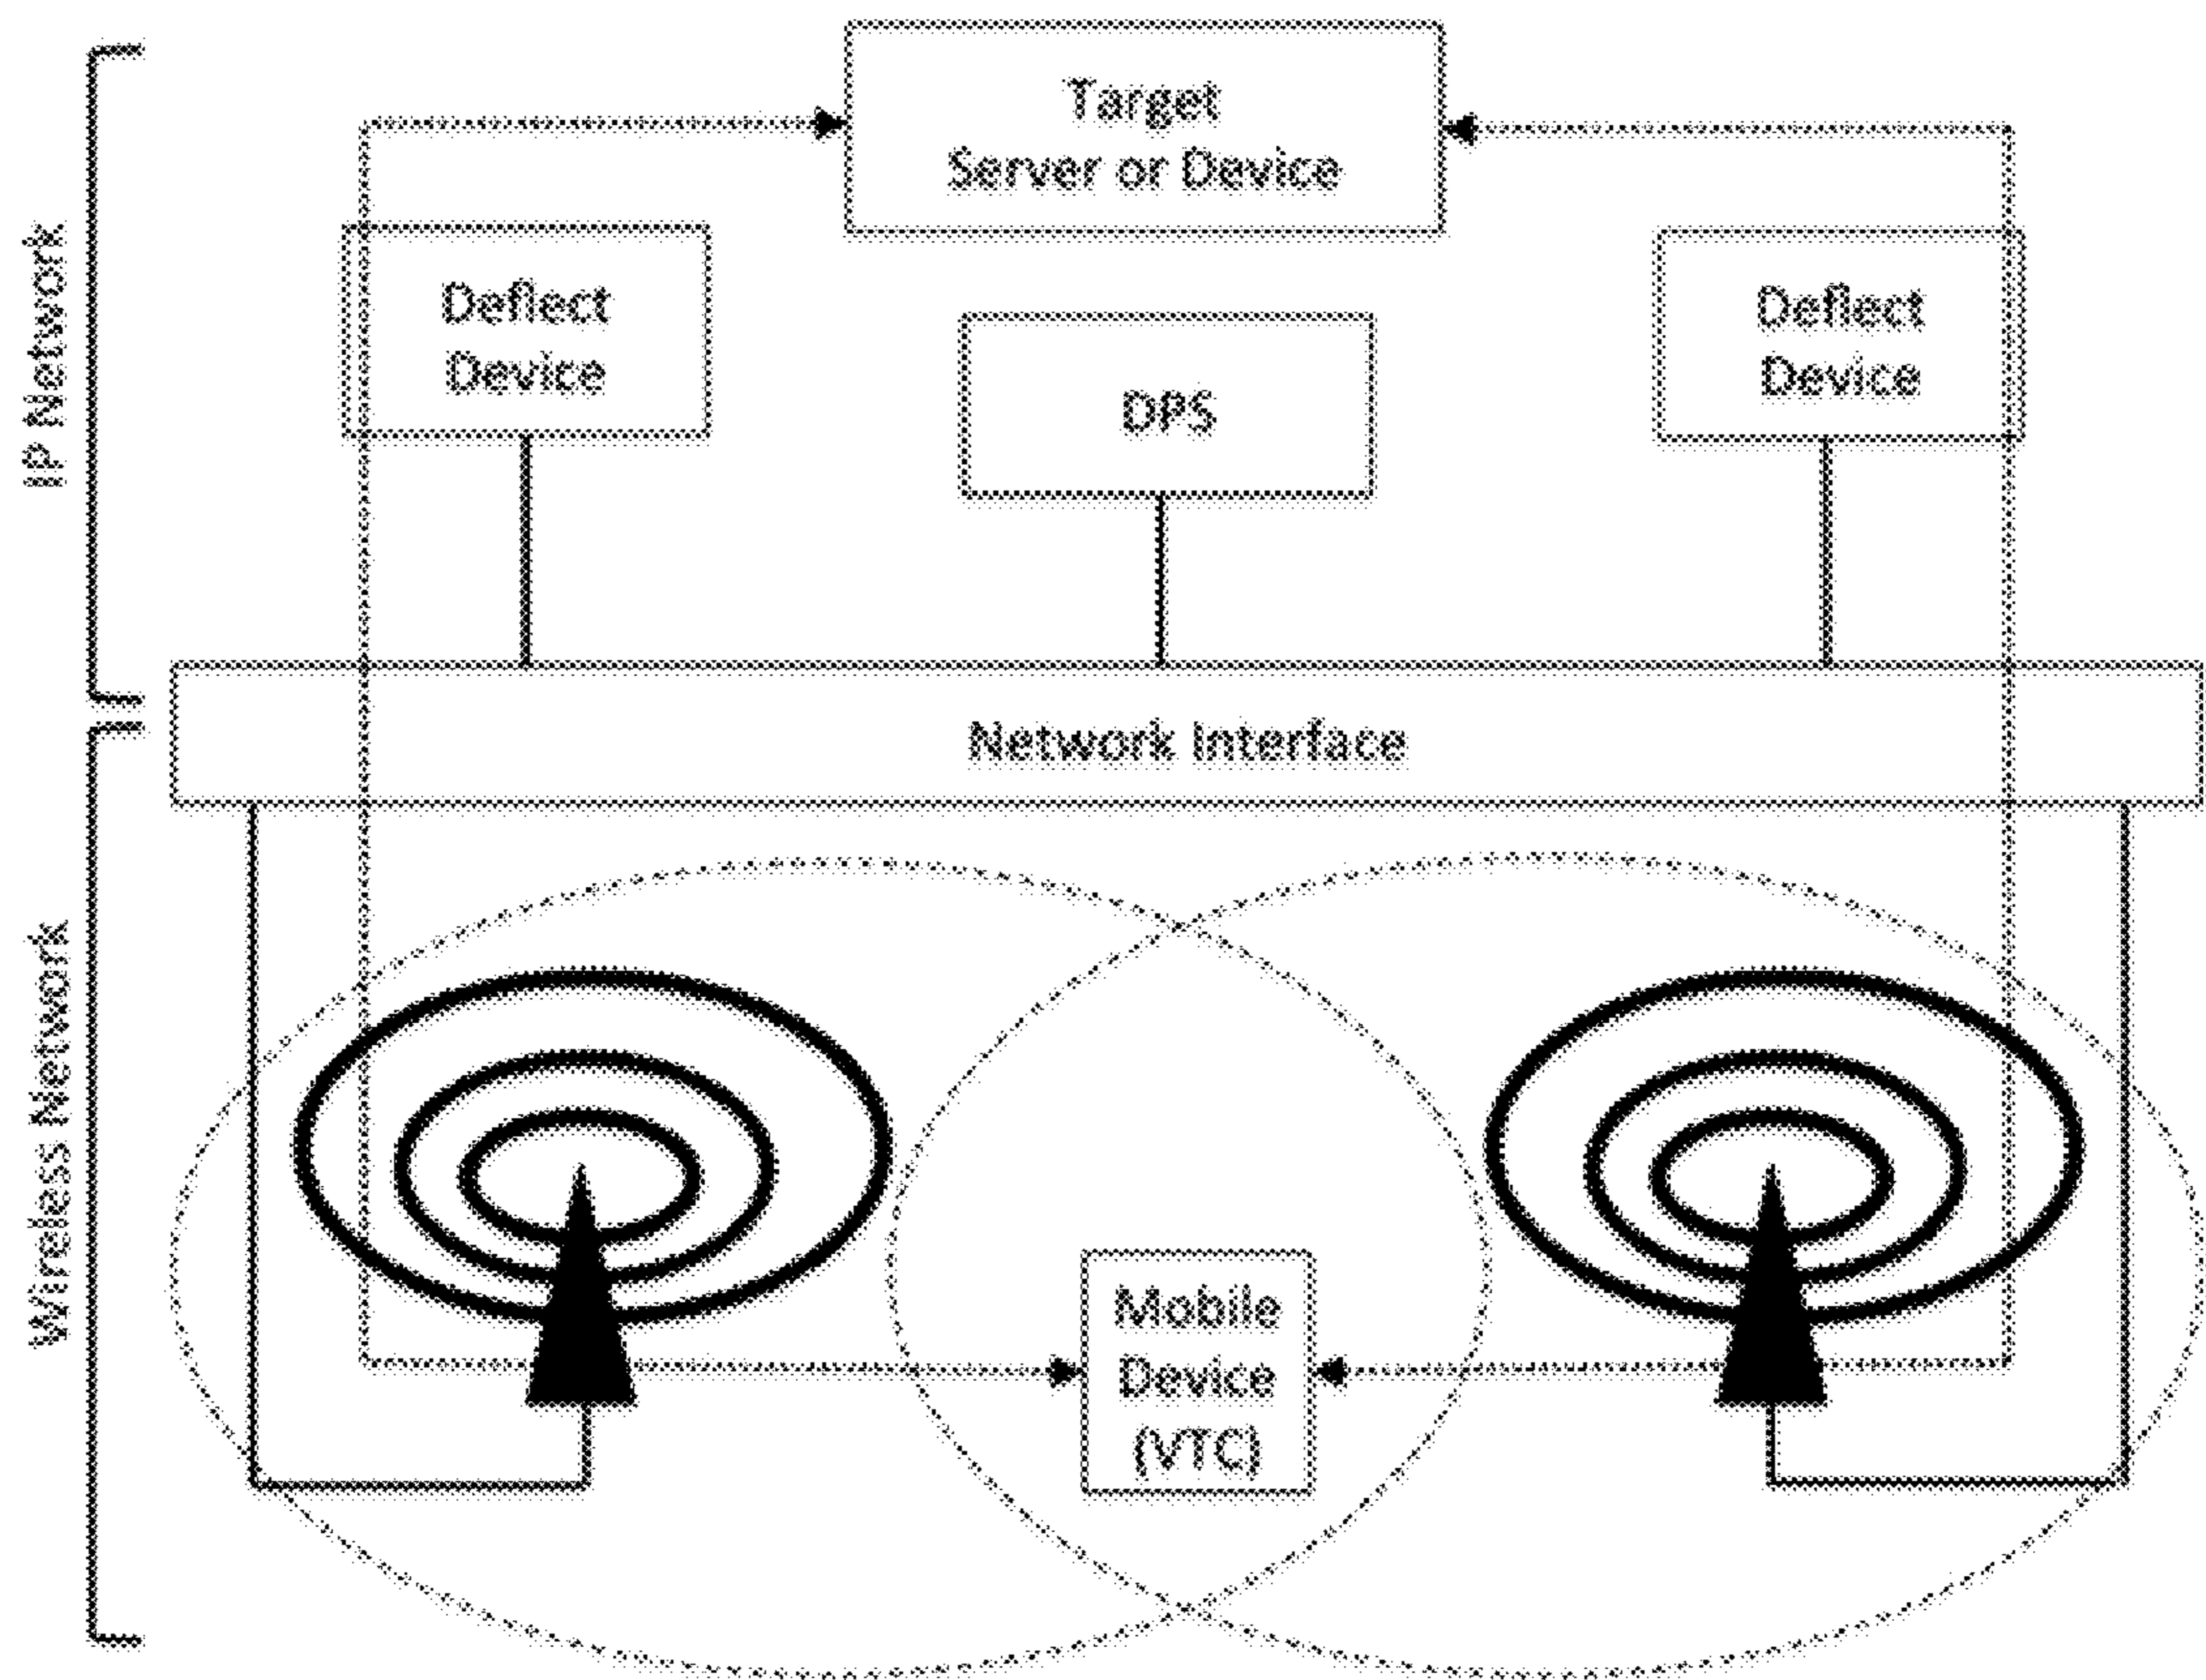 IP Network
Target
Server or Device
Deflect
Device
DPS
Deflect
Device
Network Interface
Wireless Network
Mobile
Device
(VTC)